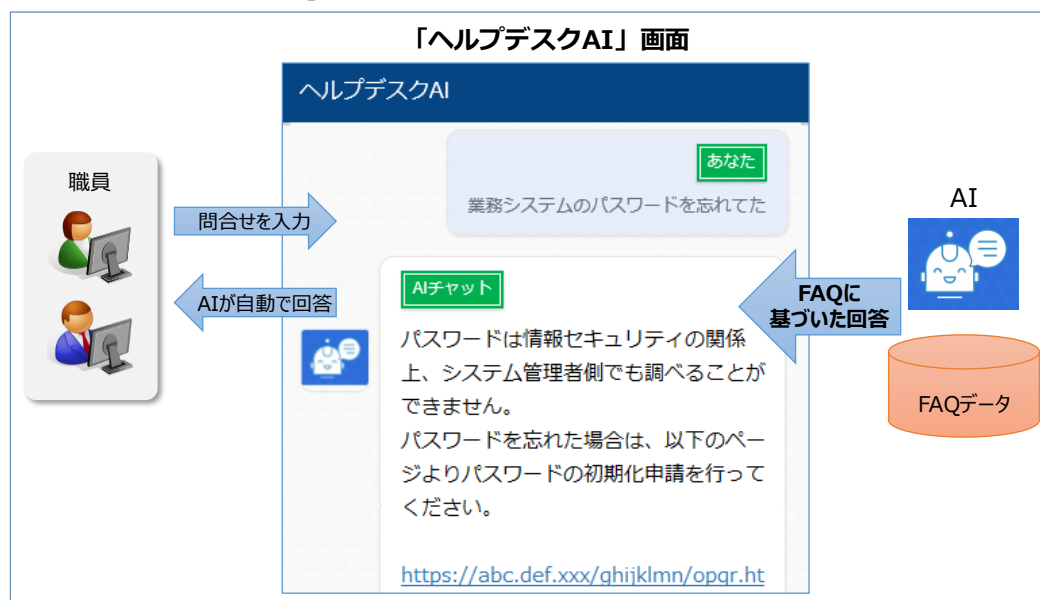 「ヘルプデスクAI」画面
ヘルプデスクAI
職員
問合せを入力
AIが自動で回答
あなた
業務システムのパスワードを忘れてた
AIチャット
パスワードは情報セキュリティの関係
上、システム管理者側でも調べることが
できません。
パスワードを忘れた場合は、以下のペー
ジよりパスワードの初期化申請を行って
ください。
https://abc.def.xxx/ghijklmn/opqr.ht
FAQに
基づいた回答
AI
FAQデータ